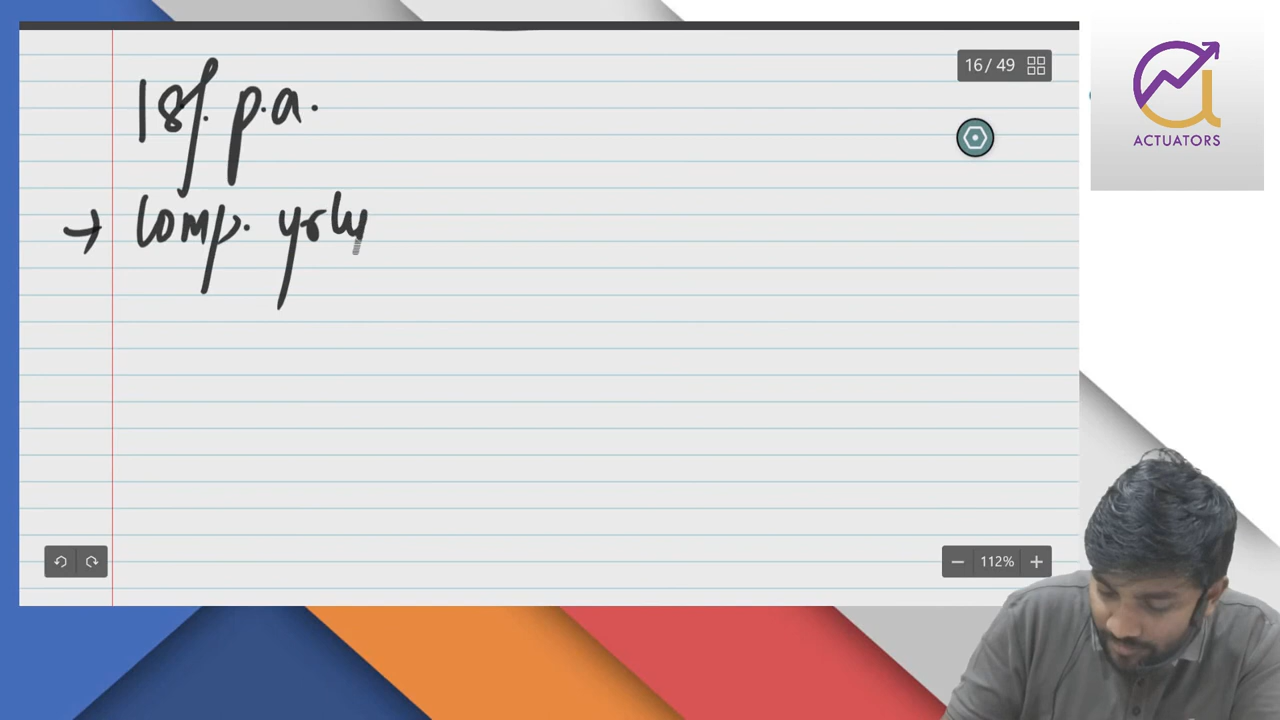 18% p.a.
→ Comp. yrly
16 / 49
112%
ACTUATORS